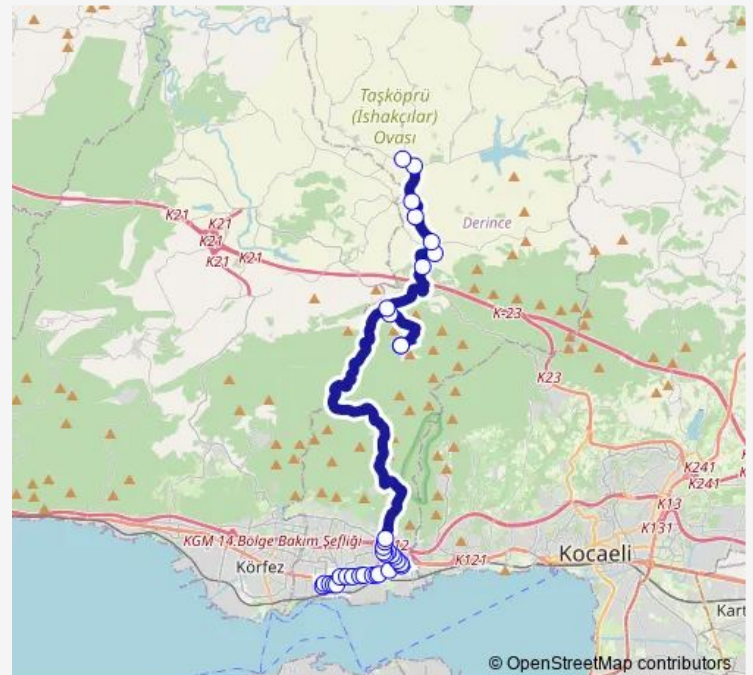 Taşköprü
(İshakçılar)
Ovası
K21
K21
K21
K21
K21
Derince
K-23
K23
K241
K241
K13
K131
KGM 14.Bölge Bakım Şefliği
K121
Körfez
Kocaeli
Kart
© OpenStreetMap contributors